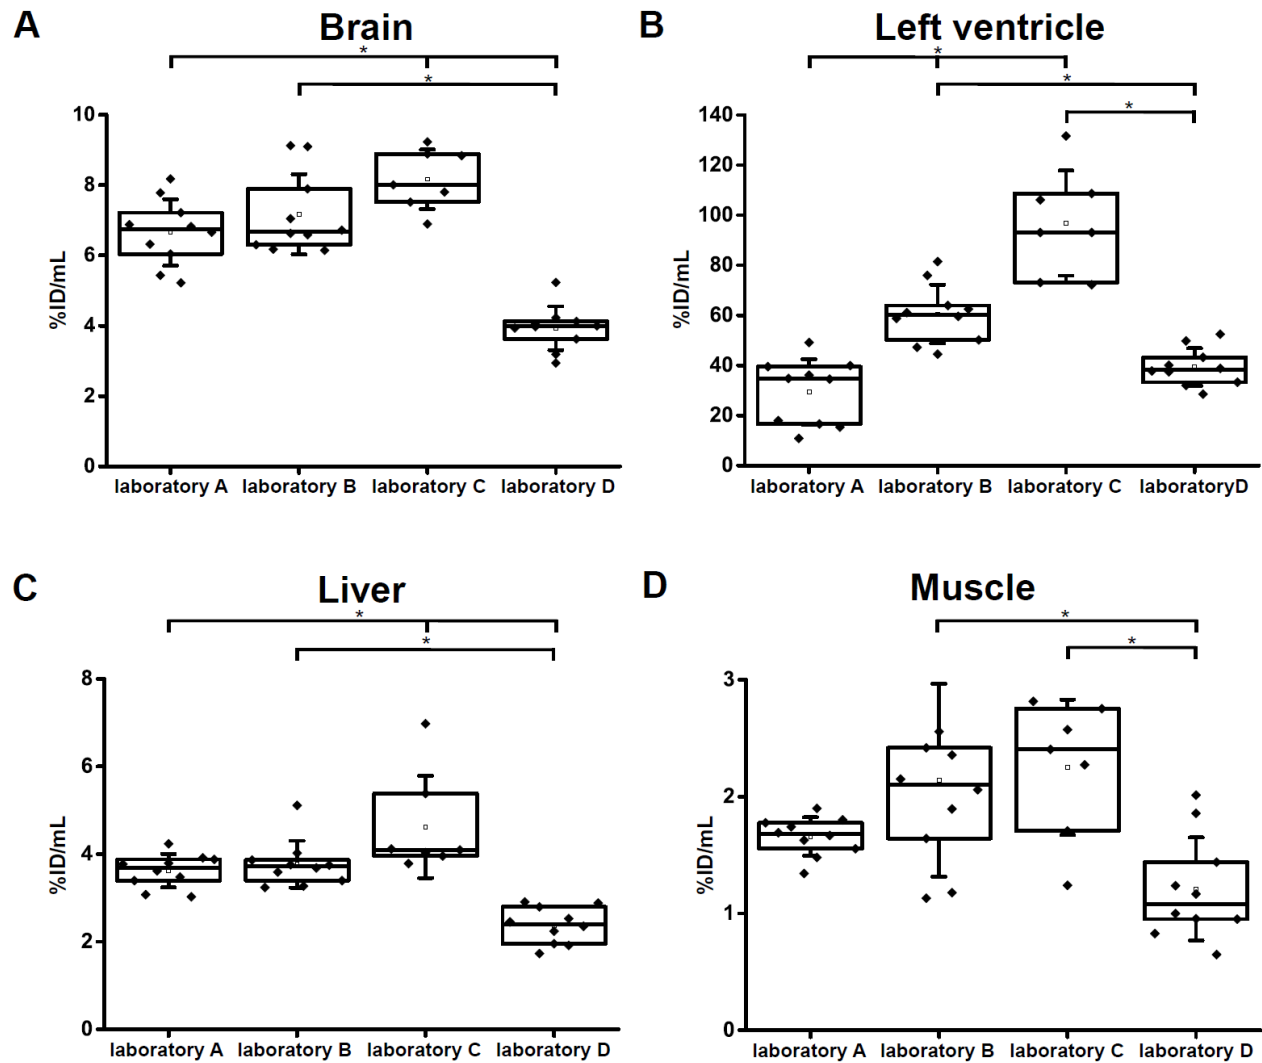 A
Brain
*
*
%ID/mL
10
8
6
4
2
0
laboratory A
laboratory B
laboratory C
laboratory D
B
Left ventricle
*
*
*
%ID/mL
140
120
100
80
60
40
20
0
laboratory A
laboratory B
laboratory C
laboratoryD
C
Liver
*
*
%ID/mL
8
6
4
2
0
laboratory A
laboratory B
laboratory C
laboratory D
D
Muscle
*
*
%ID/mL
3
2
1
0
laboratory A
laboratory B
laboratory C
laboratory D